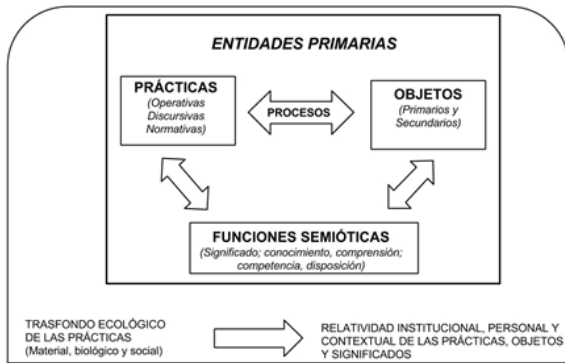 ENTIDADES PRIMARIAS
PRÁCTICAS
(Operativas
Discursivas
Normativas)
PROCESOS
OBJETOS
(Primarios y
Secundarios)
FUNCIONES SEMIÓTICAS
(Significado; conocimiento, comprensión;
competencia, disposición)
TRASFONDO ECOLÓGICO
DE LAS PRÁCTICAS
(Material, biológico y social)
RELATIVIDAD INSTITUCIONAL, PERSONAL Y
CONTEXTUAL DE LAS PRÁCTICAS, OBJETOS
Y SIGNIFICADOS